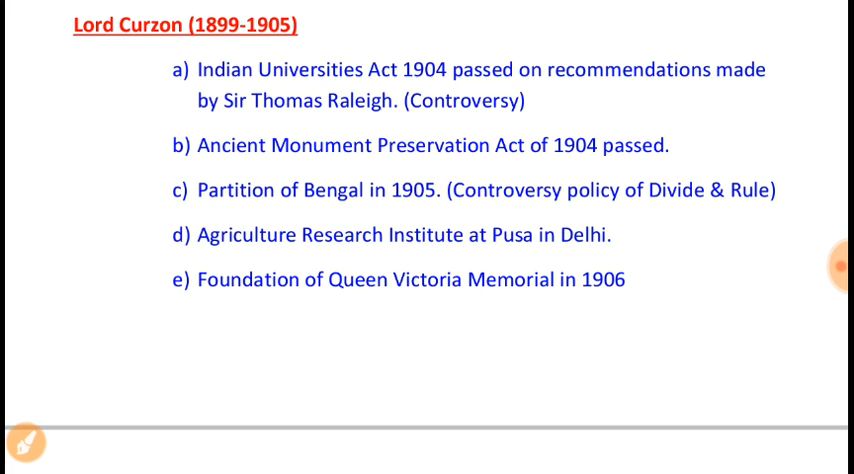 Lord Curzon (1899-1905)
a) Indian Universities Act 1904 passed on recommendations made
by Sir Thomas Raleigh. (Controversy)
b) Ancient Monument Preservation Act of 1904 passed.
c) Partition of Bengal in 1905. (Controversy policy of Divide & Rule)
d) Agriculture Research Institute at Pusa in Delhi.
e) Foundation of Queen Victoria Memorial in 1906